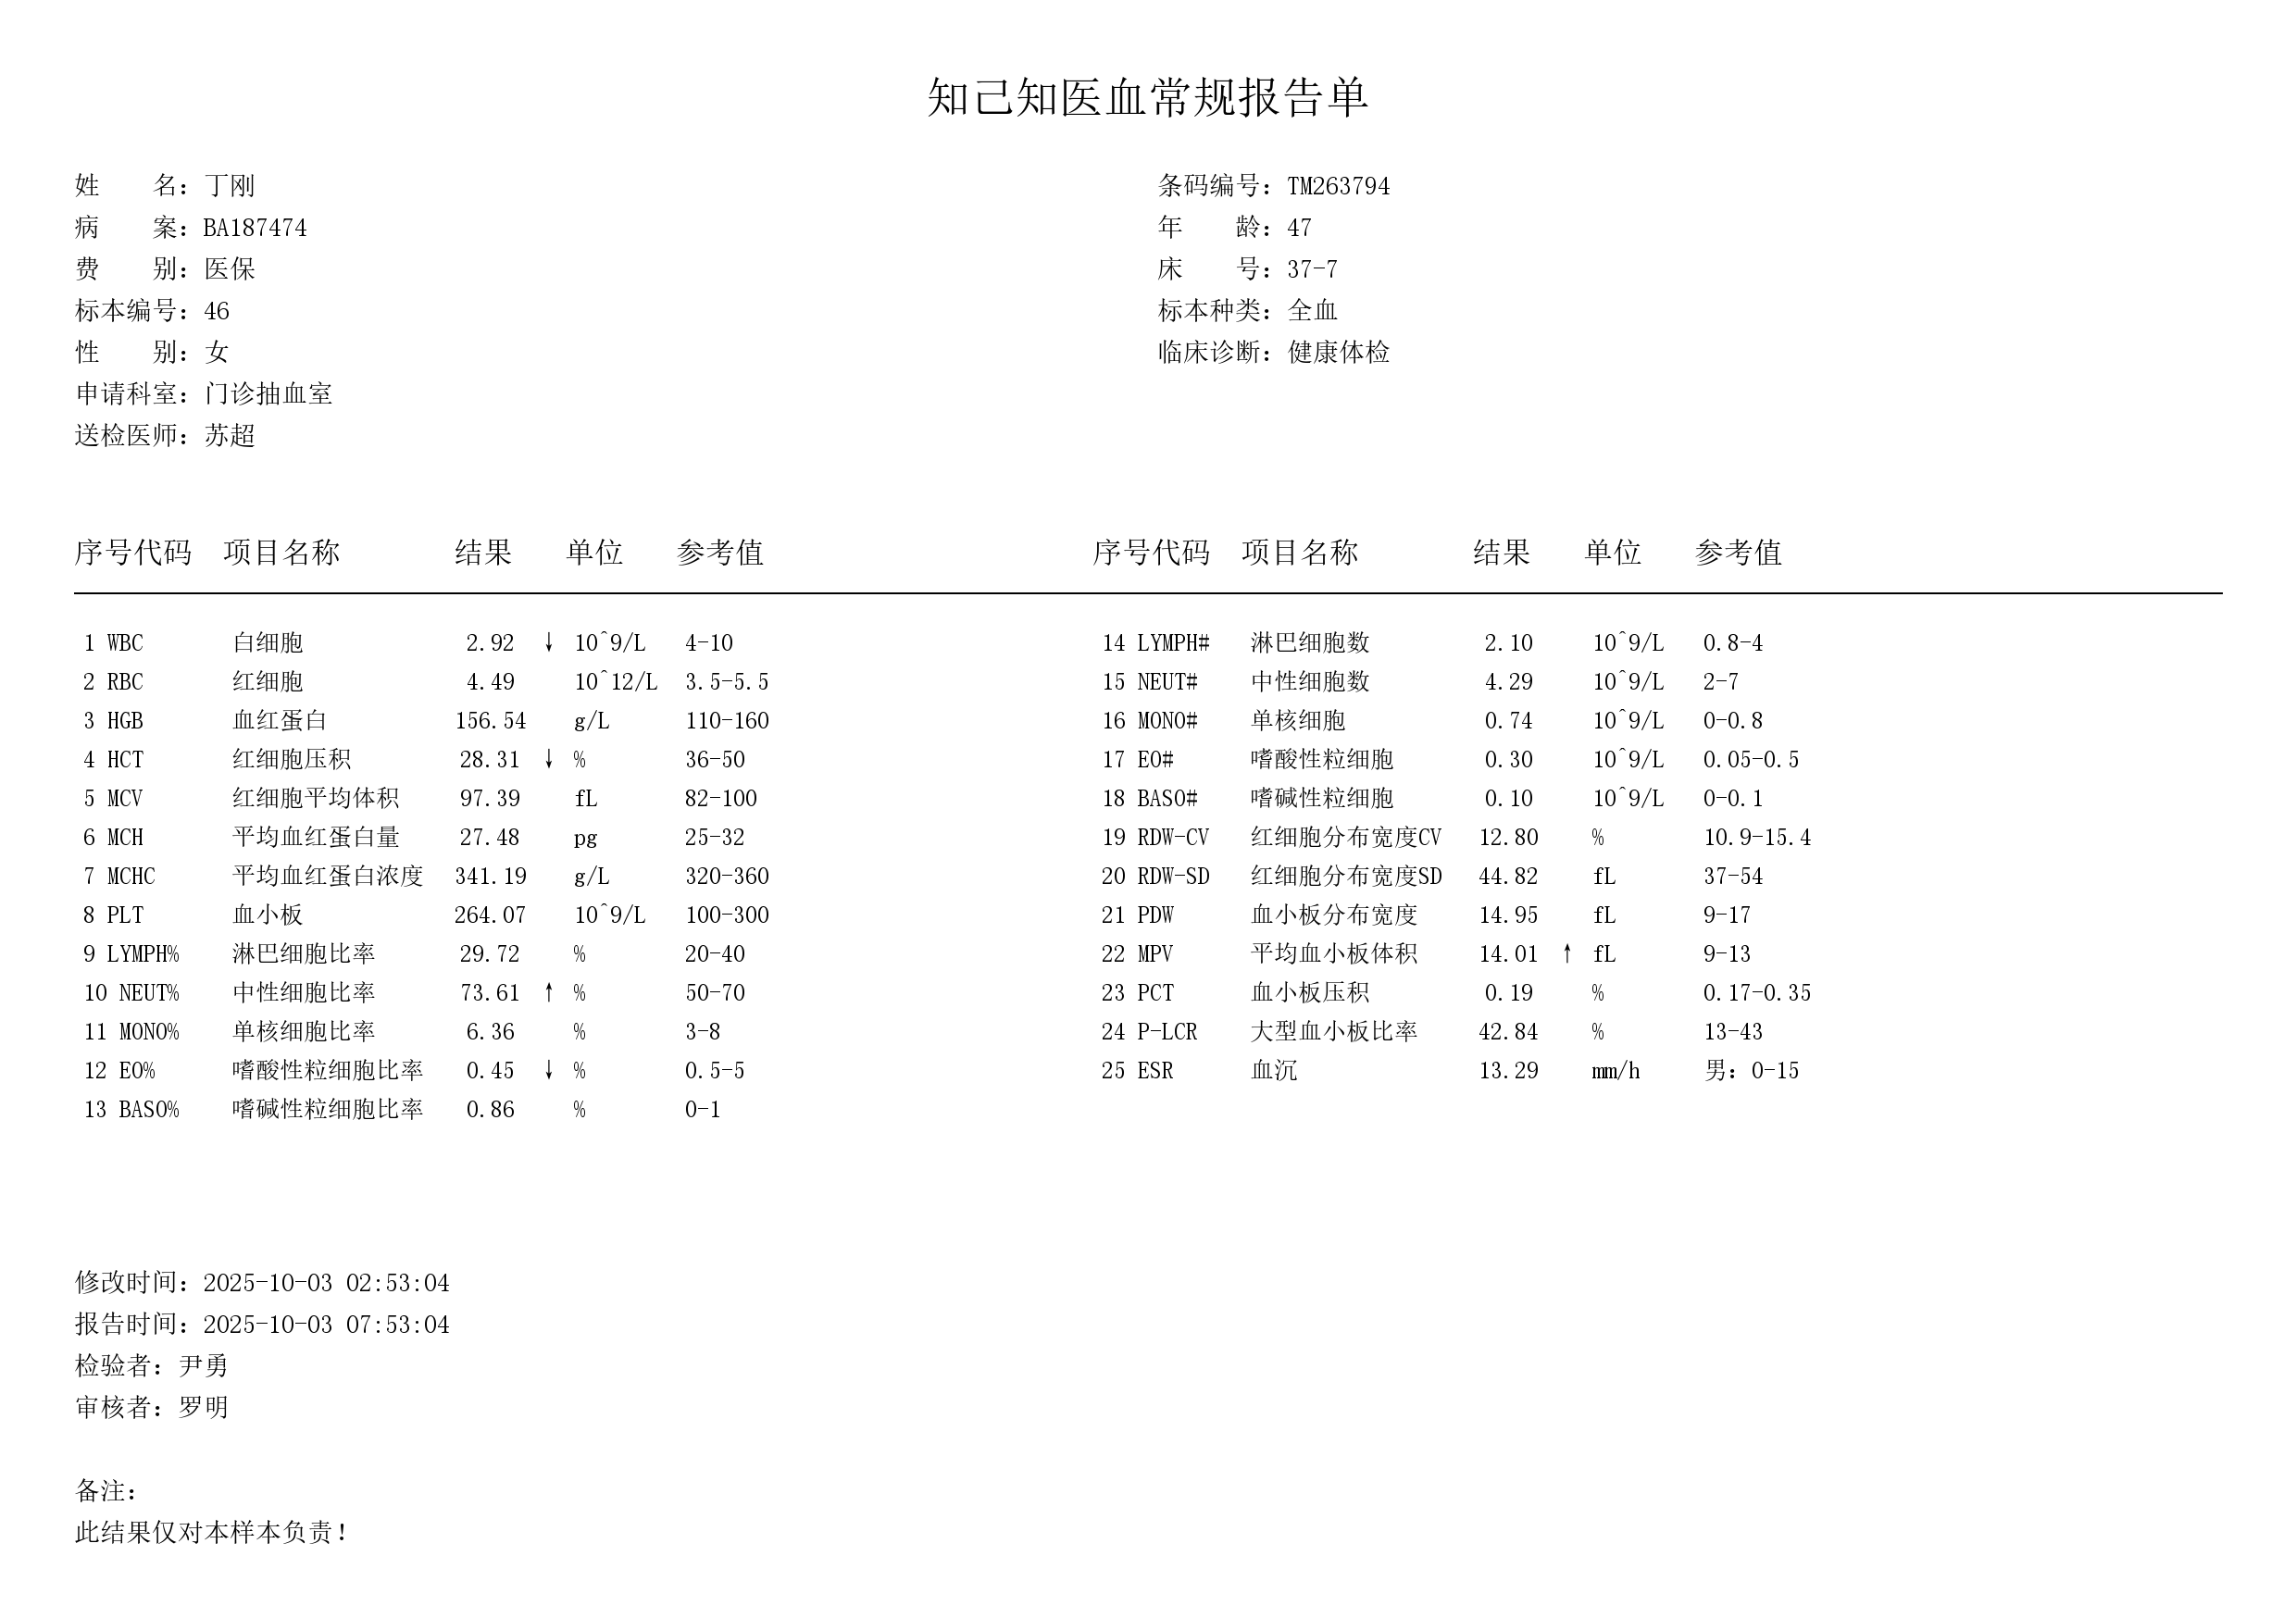 知己知医血常规报告单
姓　　名：丁刚　条码编号：TM263794
病　　案：BA187474　年　　龄：47
费　　别：医保　床　　号：37-7
标本编号：46　标本种类：全血
性　　别：女　临床诊断：健康体检
申请科室：门诊抽血室
送检医师：苏超
序号代码 项目名称 结果 单位 参考值 序号代码 项目名称 结果 单位 参考值
1 WBC 白细胞 2.92 ↓ 10^9/L 4-10 14 LYMPH# 淋巴细胞数 2.10 10^9/L 0.8-4
2 RBC 红细胞 4.49 10^12/L 3.5-5.5 15 NEUT# 中性细胞数 4.29 10^9/L 2-7
3 HGB 血红蛋白 156.54 g/L 110-160 16 MONO# 单核细胞 0.74 10^9/L 0-0.8
4 HCT 红细胞压积 28.31 ↓ % 36-50 17 EO# 嗜酸性粒细胞 0.30 10^9/L 0.05-0.5
5 MCV 红细胞平均体积 97.39 fL 82-100 18 BASO# 嗜碱性粒细胞 0.10 10^9/L 0-0.1
6 MCH 平均血红蛋白量 27.48 pg 25-32 19 RDW-CV 红细胞分布宽度CV 12.80 % 10.9-15.4
7 MCHC 平均血红蛋白浓度 341.19 g/L 320-360 20 RDW-SD 红细胞分布宽度SD 44.82 fL 37-54
8 PLT 血小板 264.07 10^9/L 100-300 21 PDW 血小板分布宽度 14.95 fL 9-17
9 LYMPH% 淋巴细胞比率 29.72 % 20-40 22 MPV 平均血小板体积 14.01 ↑ fL 9-13
10 NEUT% 中性细胞比率 73.61 ↑ % 50-70 23 PCT 血小板压积 0.19 % 0.17-0.35
11 MONO% 单核细胞比率 6.36 % 3-8 24 P-LCR 大型血小板比率 42.84 % 13-43
12 EO% 嗜酸性粒细胞比率 0.45 ↓ % 0.5-5 25 ESR 血沉 13.29 mm/h 男：0-15
13 BASO% 嗜碱性粒细胞比率 0.86 % 0-1
修改时间：2025-10-03 02:53:04
报告时间：2025-10-03 07:53:04
检验者：尹勇
审核者：罗明
备注：
此结果仅对本样本负责！